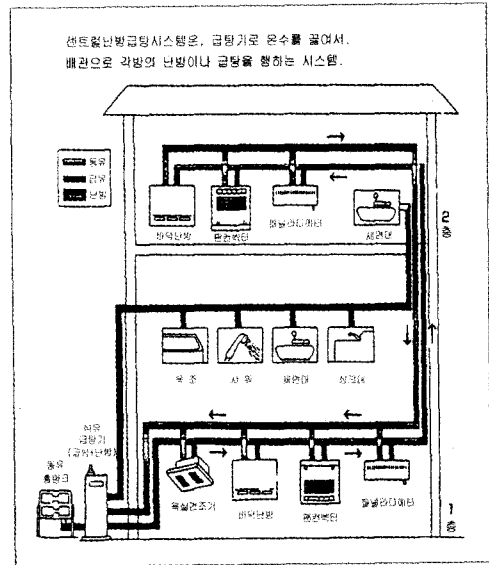 센트럴난방급탕시스템은, 급탕기로 온수를 끓여서,
배관으로 각방의 난방이나 급탕을 행하는 시스템.
등유
급유
난방
바닥난방
팬컨벡터
패널라디에터
세면대
2층
욕조
샤워
세면대
싱크대
석유
급탕기
(급탕+난방)
등유
홈탱크
욕실건조기
바닥난방
팬컨벡터
패널라디에터
1층